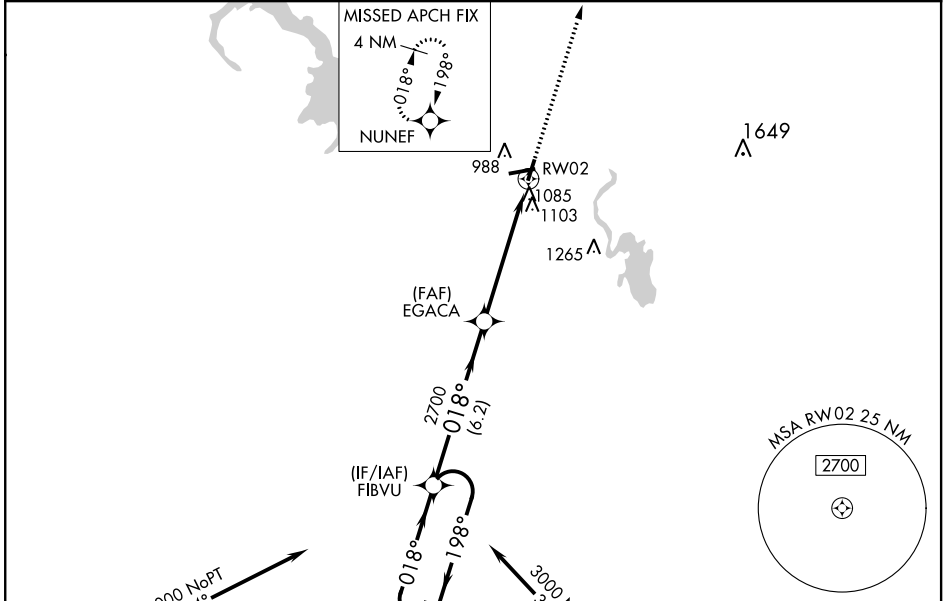 MISSED APCH FIX
4 NM
018°
198°
NUNEF
1649
988
RW02
1085
1103
1265
(FAF)
EGACA
2700
018°
(6.2)
MSA RW02 25 NM
2700
(IF/IAF)
FIBVU
018°
198°
NoPT